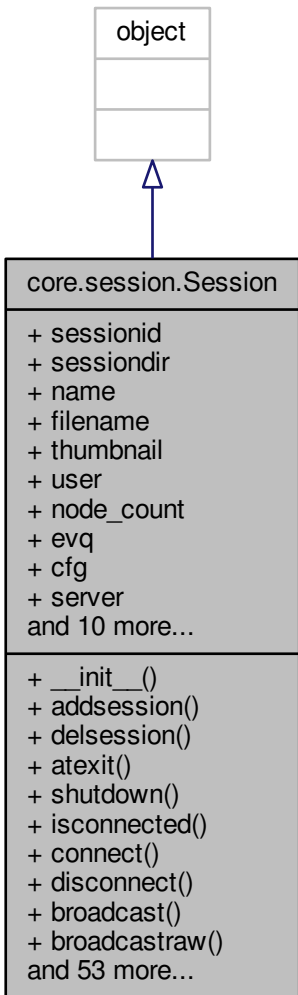 object
core.session.Session
+ sessionid
+ sessiondir
+ name
+ filename
+ thumbnail
+ user
+ node_count
+ evq
+ cfg
+ server
and 10 more...
+ __init__()
+ addsession()
+ delsession()
+ atexit()
+ shutdown()
+ isconnected()
+ connect()
+ disconnect()
+ broadcast()
+ broadcastraw()
and 53 more...